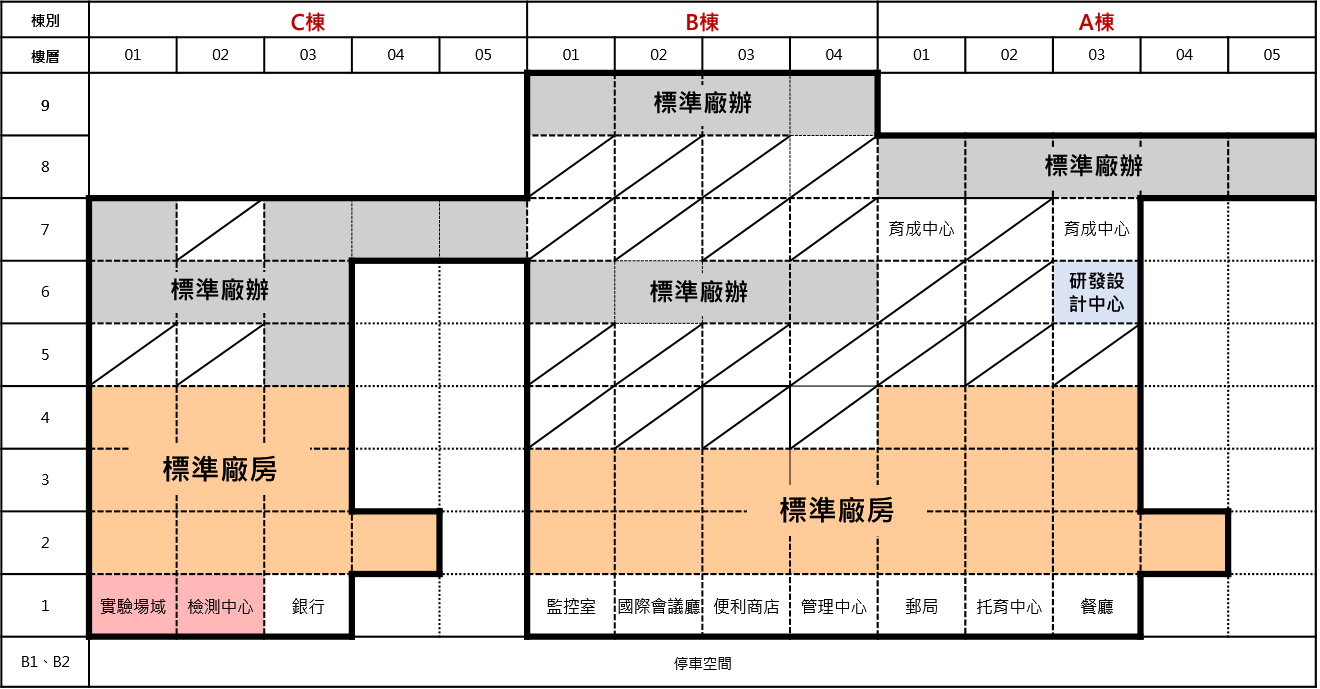 棟別 C棟 B棟 A棟
樓層 01 02 03 04 05 01 02 03 04 01 02 03 04 05
9 標準廠辦
8 標準廠辦
7 育成中心 育成中心
6 標準廠辦 標準廠辦 研發設
計中心
5
4
3 標準廠房 標準廠房
2
1 實驗場域 檢測中心 銀行 監控室 國際會議廳 便利商店 管理中心 郵局 托育中心 餐廳
B1、B2 停車空間